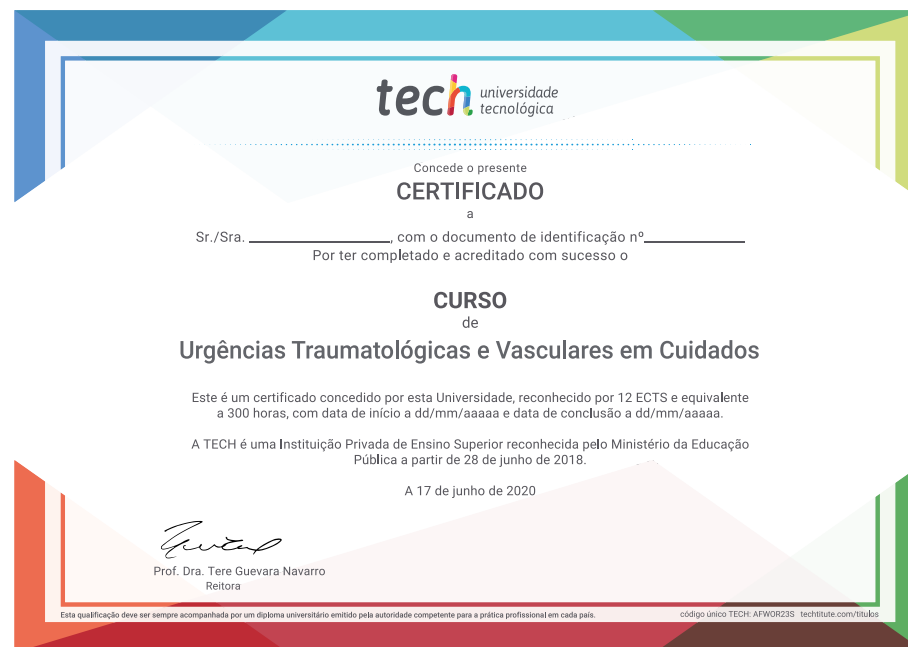 tech universidade
tecnológica
Concede o presente
CERTIFICADO
a
Sr./Sra. ________________, com o documento de identificação nº____________
Por ter completado e acreditado com sucesso o
CURSO
de
Urgências Traumatológicas e Vasculares em Cuidados
Este é um certificado concedido por esta Universidade, reconhecido por 12 ECTS e equivalente
a 300 horas, com data de início a dd/mm/aaaaa e data de conclusão a dd/mm/aaaaa.
A TECH é uma Instituição Privada de Ensino Superior reconhecida pelo Ministério da Educação
Pública a partir de 28 de junho de 2018.
A 17 de junho de 2020
Prof. Dra. Tere Guevara Navarro
Reitora
Esta qualificação deve ser sempre acompanhada por um diploma universitário emitido pela autoridade competente para a prática profissional em cada país.
código único TECH: AFWOR23S techtitute.com/titulos